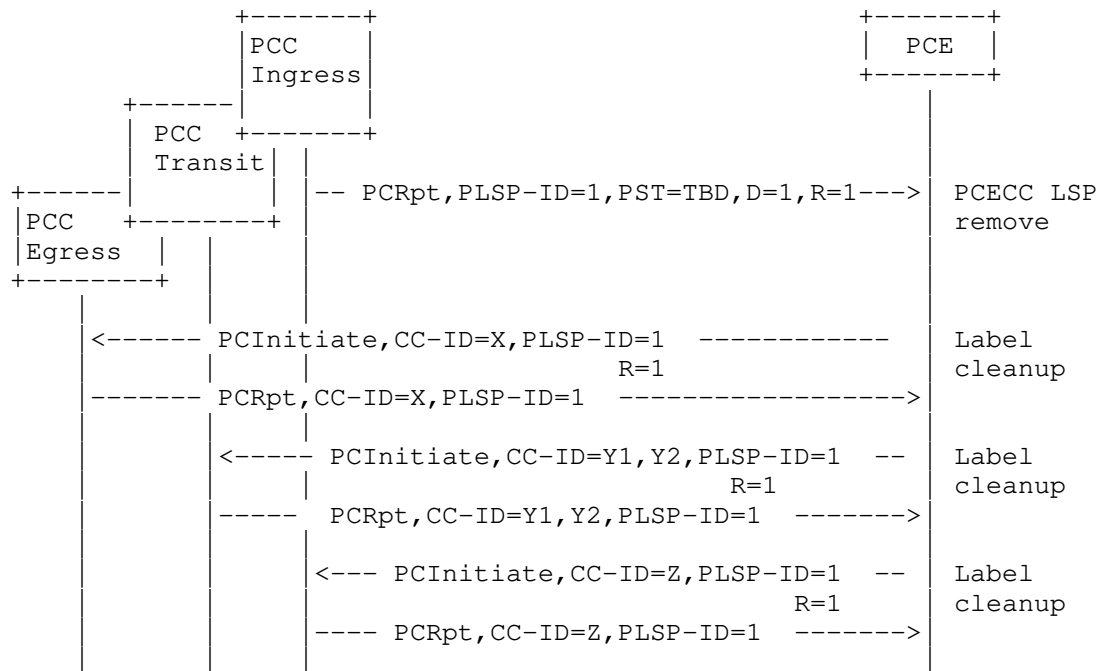 PCC
PCE
Ingress
PCC
Transit
PCRpt,PLSP-ID=1,PST=TBD,D=1,R=1 PCECC LSP
PCC remove
Egress
PCInitiate,CC-ID=X,PLSP-ID=1 Label
R=1 cleanup
PCRpt,CC-ID=X,PLSP-ID=1
PCInitiate,CC-ID=Y1,Y2,PLSP-ID=1 Label
R=1 cleanup
PCRpt,CC-ID=Y1,Y2,PLSP-ID=1
PCInitiate,CC-ID=Z,PLSP-ID=1 Label
R=1 cleanup
PCRpt,CC-ID=Z,PLSP-ID=1